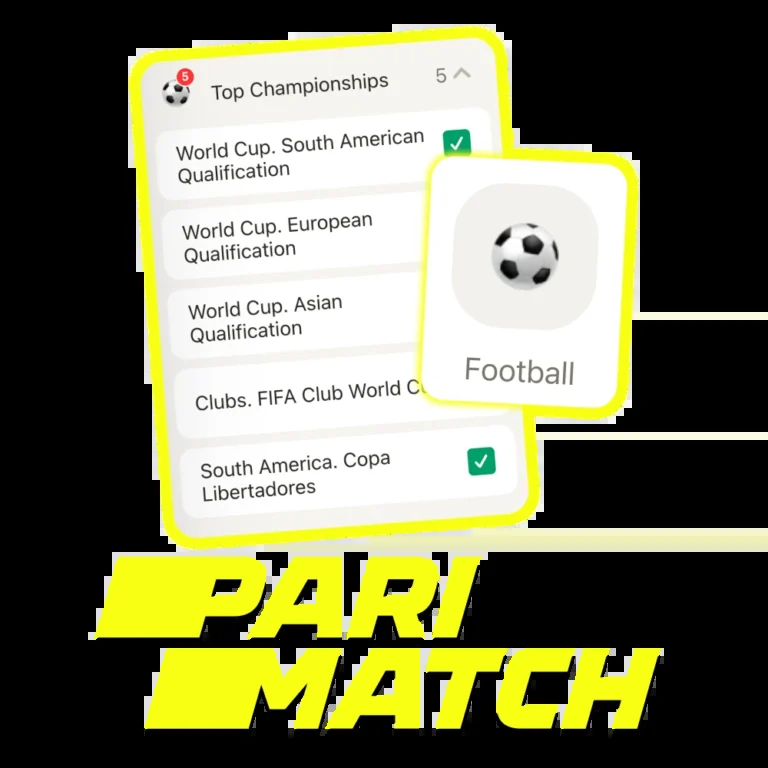 5
Top Championships 5
World Cup. South American
Qualification
World Cup. European
Qualification
World Cup. Asian
Qualification
Clubs. FIFA Club World
South America. Copa
Libertadores
Football
PARI
MATCH